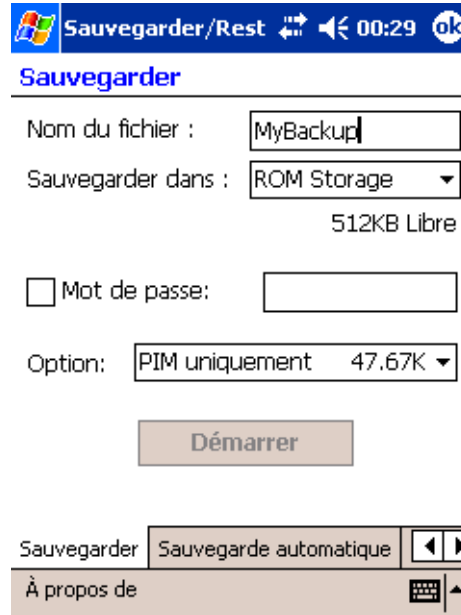 Sauvegarder/Rest 00:29 ok
Sauvegarder
Nom du fichier : MyBackup
Sauvegarder dans : ROM Storage
512KB Libre
Mot de passe:
Option: PIM uniquement 47.67K
Démarrer
Sauvegarder Sauvegarde automatique
À propos de